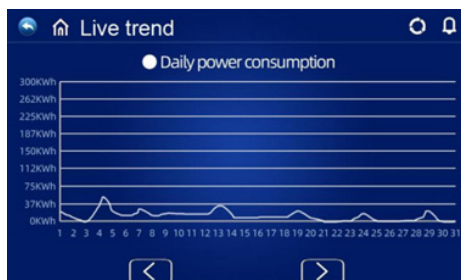 Live trend
Daily power consumption
300KWh
262KWh
225KWh
187KWh
150KWh
112KWh
75KWh
37KWh
0KWh
1 2 3 4 5 6 7 8 9 10 11 12 13 14 15 16 17 18 19 20 21 22 23 24 25 26 27 28 29 30 31